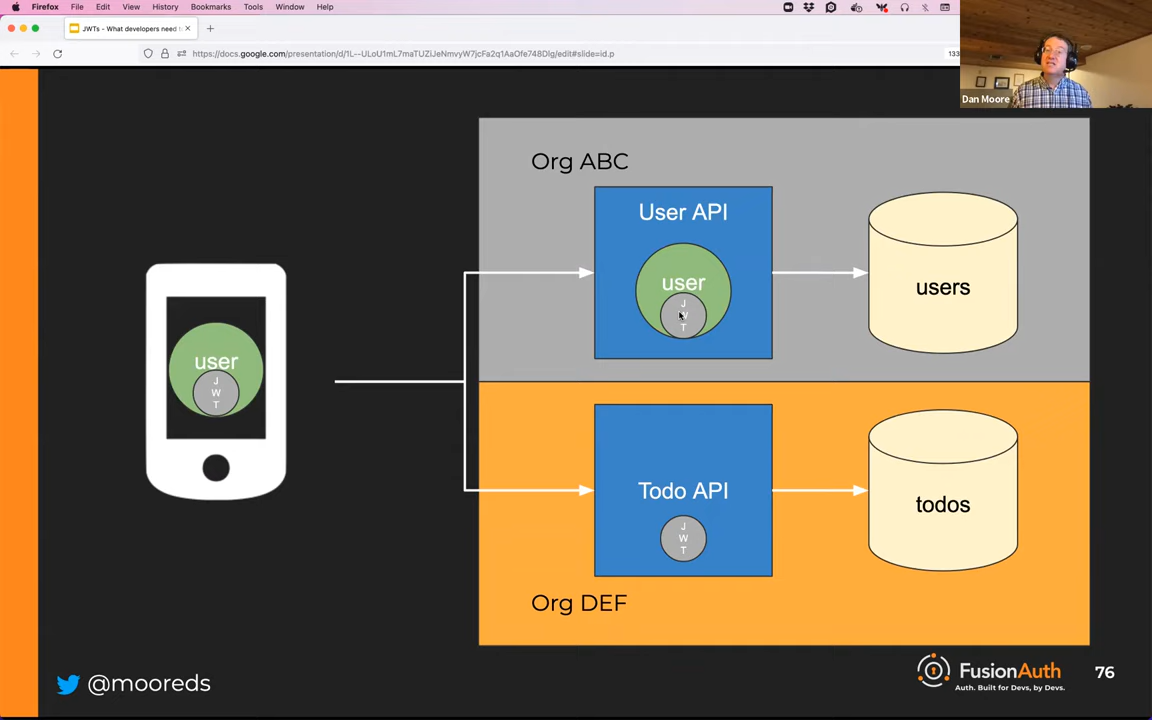 Firefox File Edit View History Bookmarks Tools Window Help
JWTs - What developers need t
https://docs.google.com/presentation/d/1L--ULoU1mL7maTUZiJeNmvyW7jcFa2q1AaOfe748DIg/edit#slide=id.p
133
Dan Moore
Org ABC
User API
user
J
W
T
users
user
J
W
T
Todo API
J
W
T
todos
Org DEF
@mooreds
FusionAuth
Auth. Built for Devs, by Devs.
76